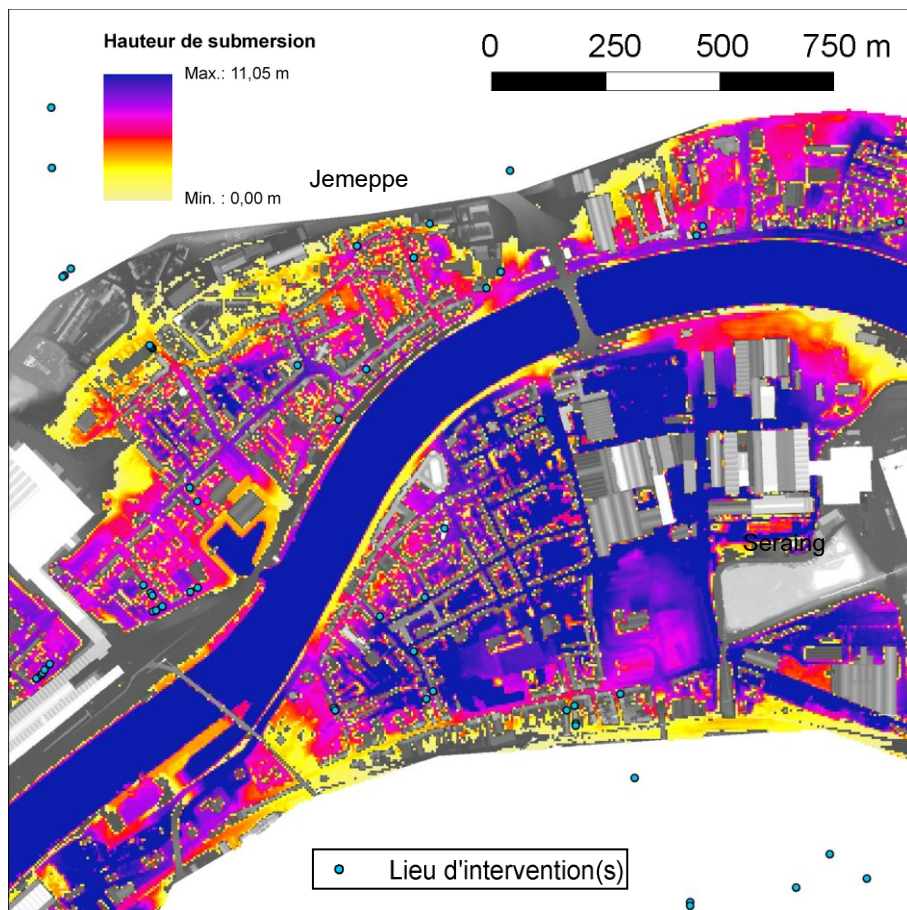 Hauteur de submersion
Max.: 11,05 m
Min. : 0,00 m
0 250 500 750 m
Jemeppe
Seraing
Lieu d'intervention(s)